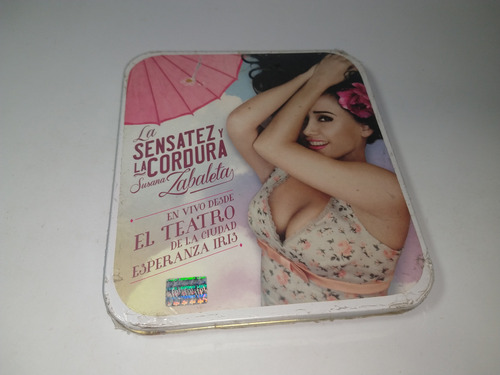 La
SENSATEZ Y
LA CORDURA
Susana Zabaleta
EN VIVO DESDE
EL TEATRO
DE LA CIUDAD
ESPERANZA IRIS